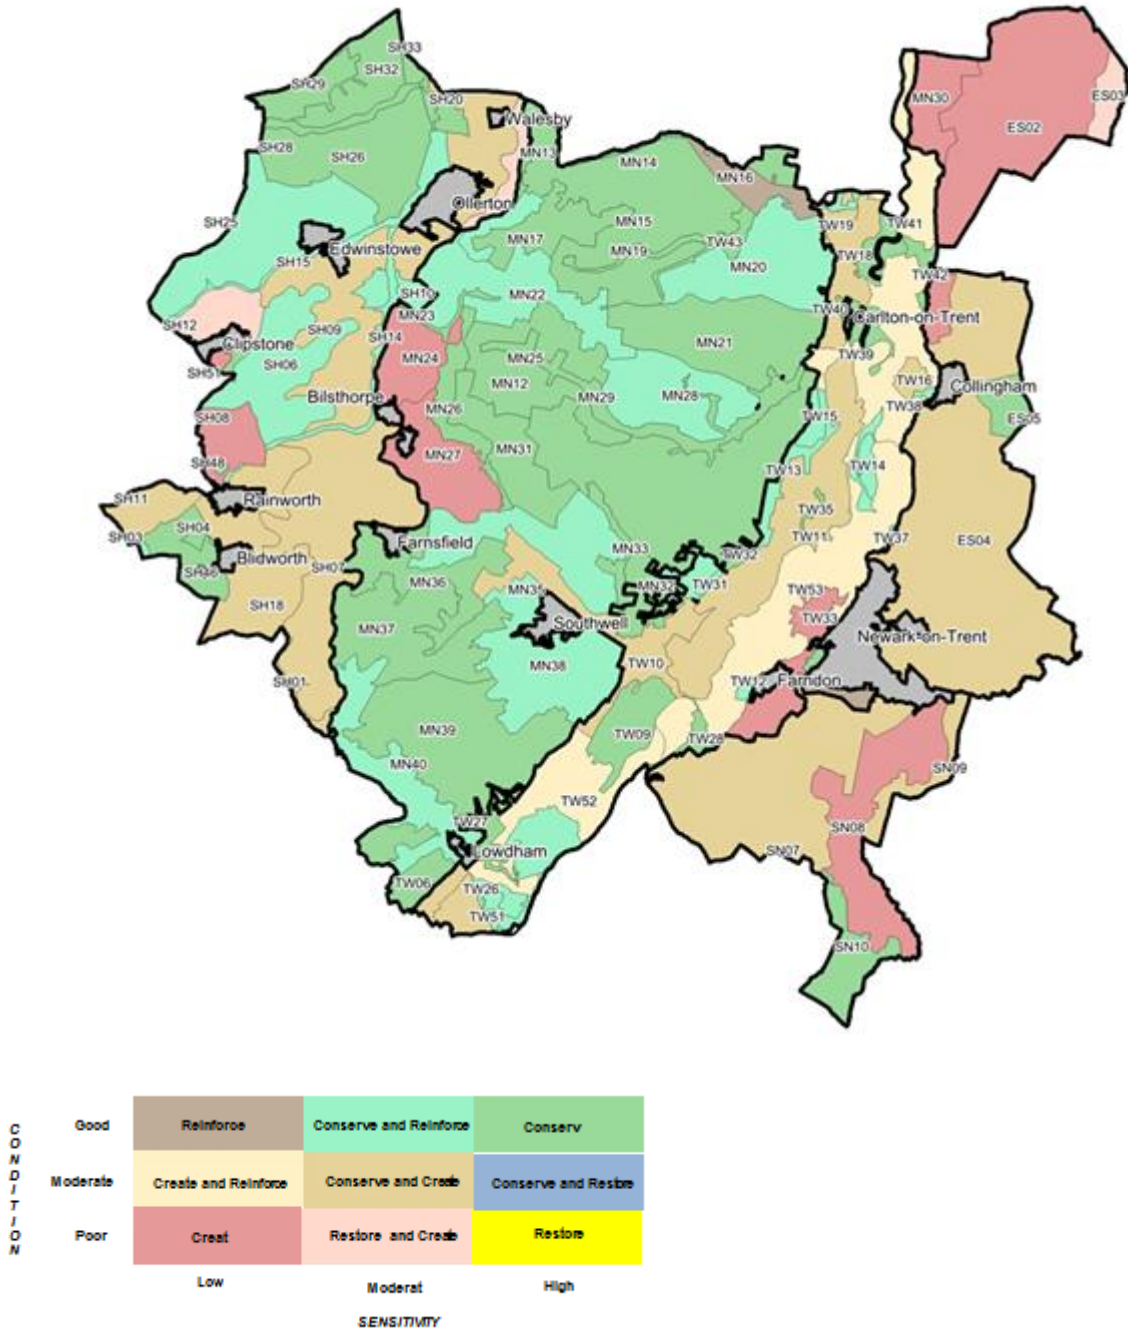 SH33
SH32
SH29
SH20
Walesby
MN30
ES03
ES02
SH28
SH26
MN13
MN14
MN16
Ollerton
SH25
MN15
TW19
TW41
Edwinstowe
MN17
MN19
TW43
TW18
SH15
MN20
TW42
SH10
MN22
SH12
MN23
TW40
Carlton-on-Trent
SH09
SH14
Clipstone
MN21
SH06
MN24
MN25
TW39
SH51
MN12
TW16
Collingham
Bilsthorpe
MN29
MN28
TW38
SH08
MN26
TW15
ES05
MN31
MN27
SH48
TW13
TW14
SH11
Rainworth
SH04
TW35
SH03
Farnsfield
TW11
TW37
ES04
Blidworth
MN33
TW32
SH46
SH07
MN36
MN35
MN32
TW31
TW53
SH18
MN37
Southwell
TW33
Newark-on-Trent
TW10
MN38
SH01
TW12
Farndon
MN39
TW09
TW28
MN40
SN09
TW52
TW27
SN08
Lowdham
SN07
TW06
TW26
TW51
SN10
CONDITION
Good
Reinforce
Conserve and Reinforce
Conserv
Moderate
Create and Reinforce
Conserve and Create
Conserve and Restore
Poor
Creat
Restore and Create
Restore
Low
Moderat
High
SENSITIVITY